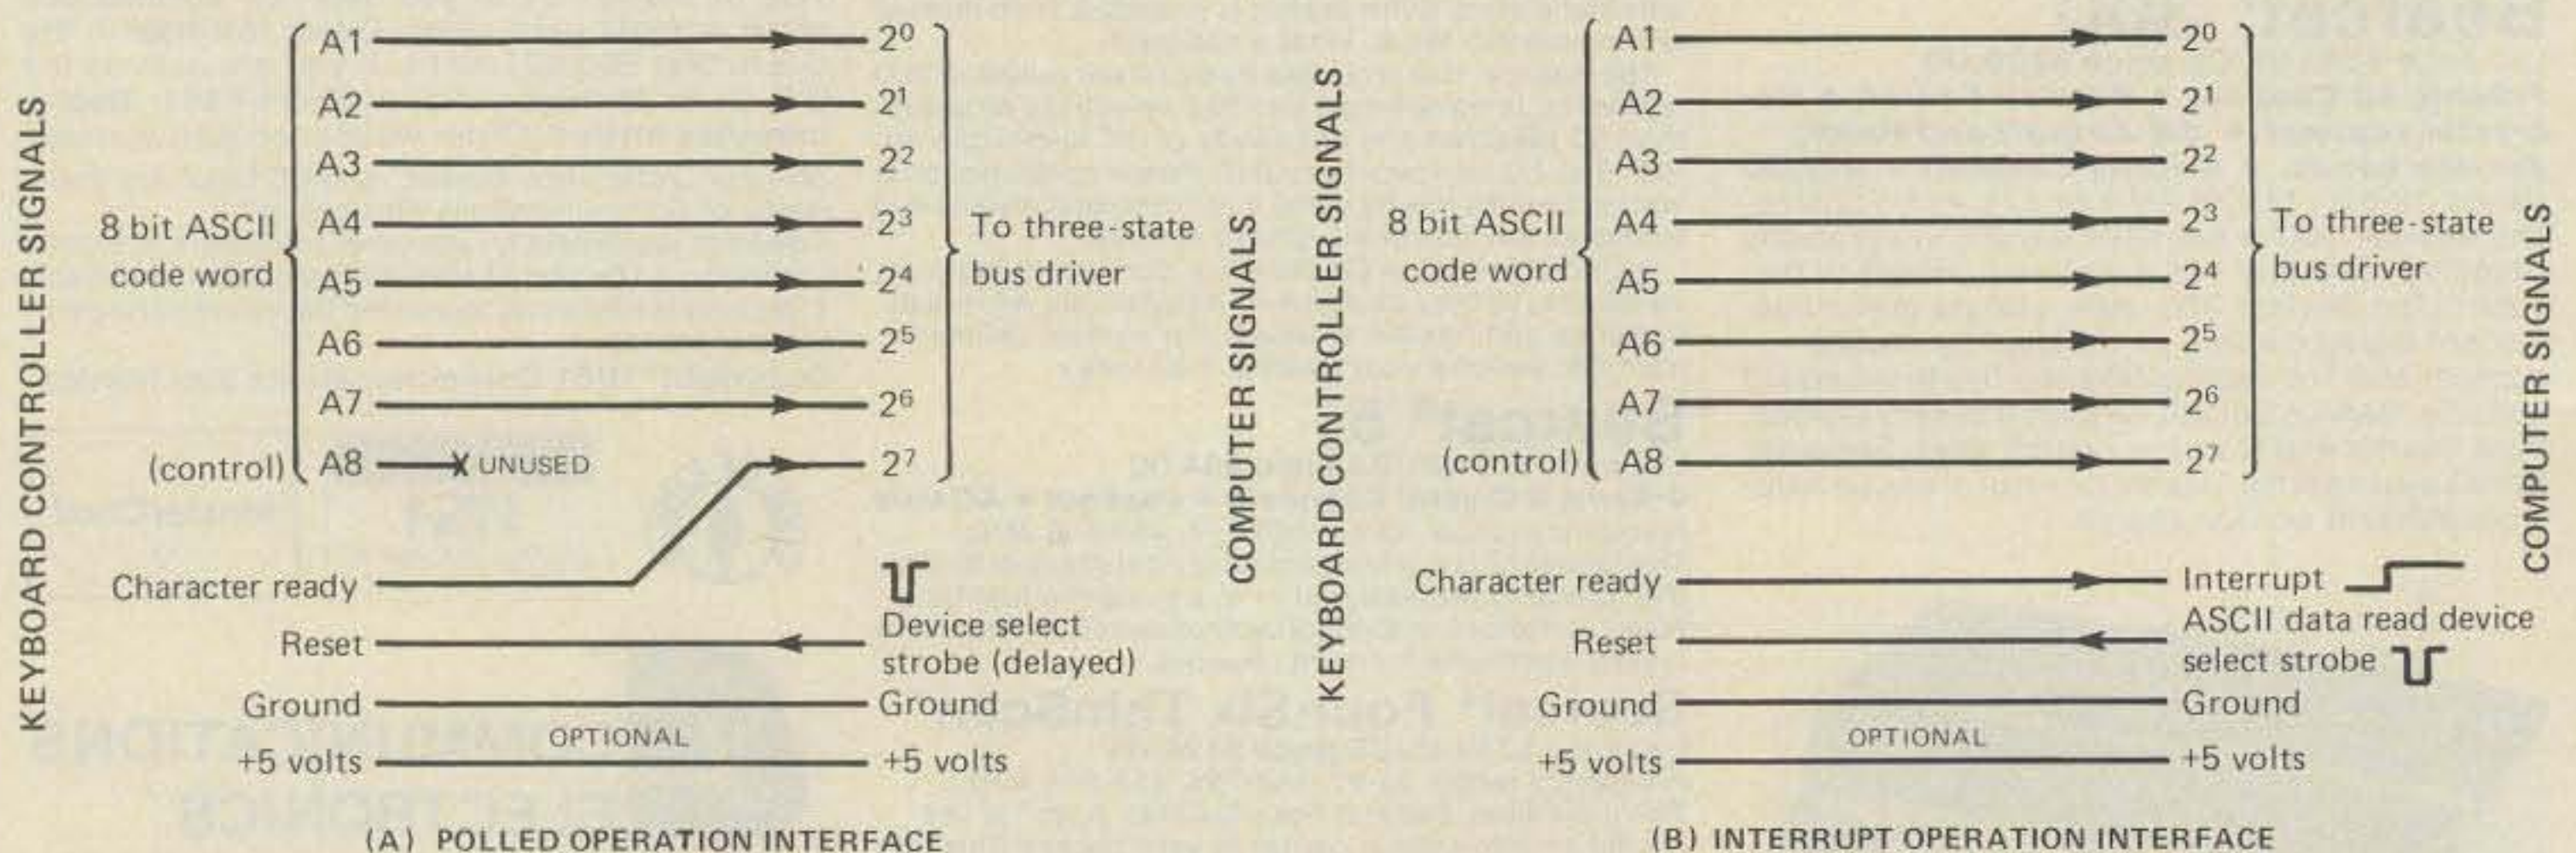 KEYBOARD CONTROLLER SIGNALS
8 bit ASCII
code word
(control)
A1 2⁰
A2 2¹
A3 2²
A4 2³
A5 2⁴
A6 2⁵
A7 2⁶
A8 X UNUSED 2⁷
To three-state
bus driver
Character ready
Reset
Device select
strobe (delayed)
Ground Ground
OPTIONAL
+5 volts +5 volts
COMPUTER SIGNALS
(A) POLLED OPERATION INTERFACE
KEYBOARD CONTROLLER SIGNALS
8 bit ASCII
code word
(control)
A1 2⁰
A2 2¹
A3 2²
A4 2³
A5 2⁴
A6 2⁵
A7 2⁶
A8 2⁷
To three-state
bus driver
Character ready Interrupt
Reset
ASCII data read device
select strobe
Ground Ground
OPTIONAL
+5 volts +5 volts
COMPUTER SIGNALS
(B) INTERRUPT OPERATION INTERFACE